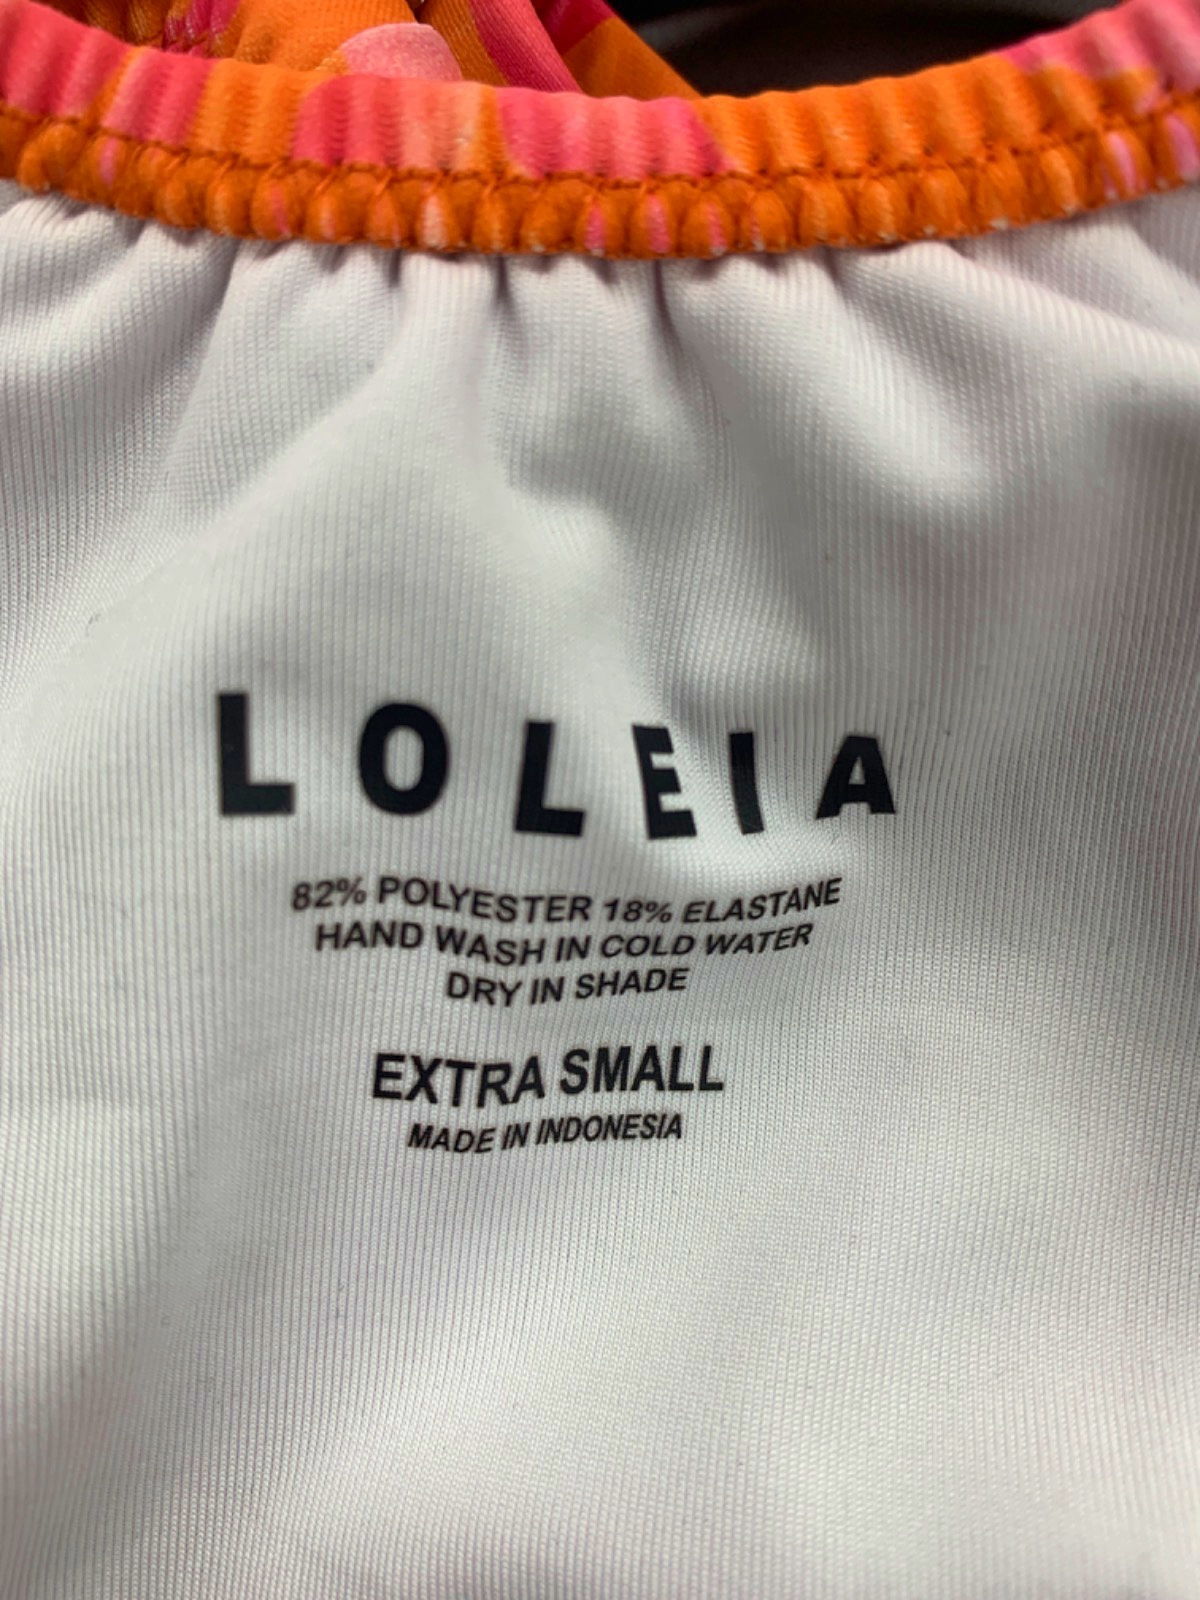 LOLEIA
82% POLYESTER 18% ELASTANE
HAND WASH IN COLD WATER
DRY IN SHADE
EXTRA SMALL
MADE IN INDONESIA